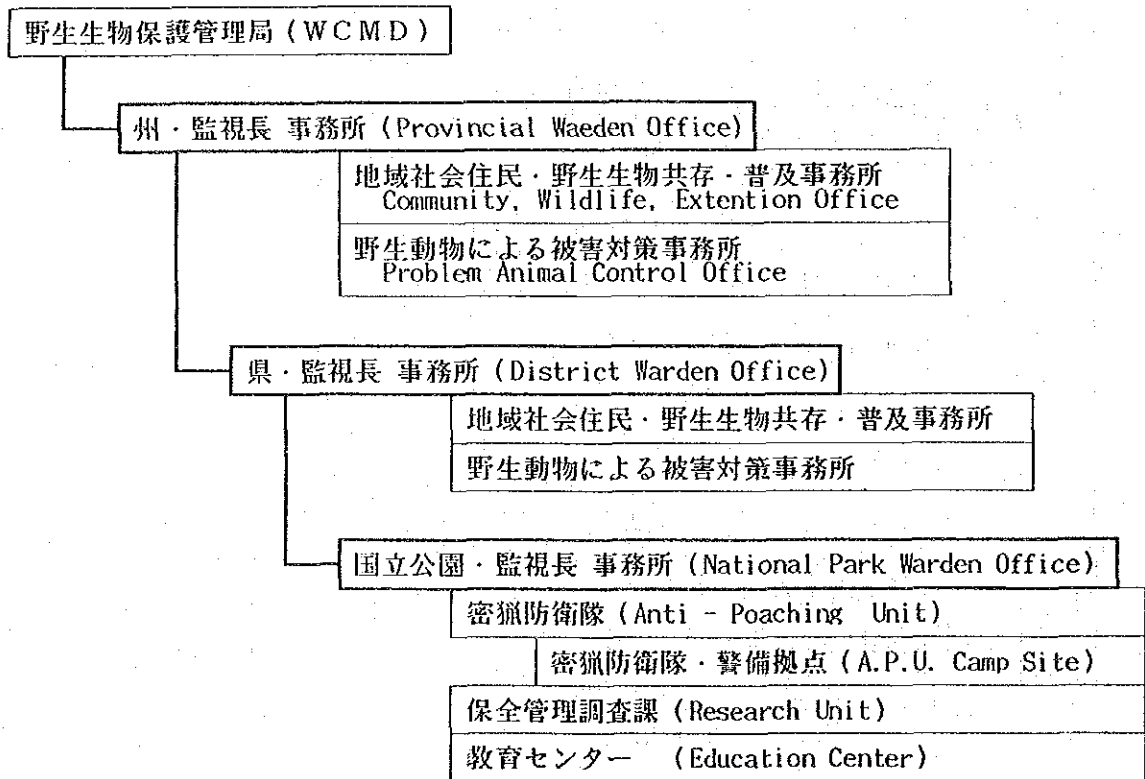 野生生物保護管理局 (WCMD)
州・監視長 事務所 (Provincial Waeden Office)
地域社会住民・野生生物共存・普及事務所
Community, Wildlife, Extention Office
野生動物による被害対策事務所
Problem Animal Control Office
県・監視長 事務所 (District Warden Office)
地域社会住民・野生生物共存・普及事務所
野生動物による被害対策事務所
国立公園・監視長 事務所 (National Park Warden Office)
密猟防衛隊 (Anti - Poaching Unit)
密猟防衛隊・警備拠点 (A.P.U. Camp Site)
保全管理調査課 (Research Unit)
教育センター (Education Center)